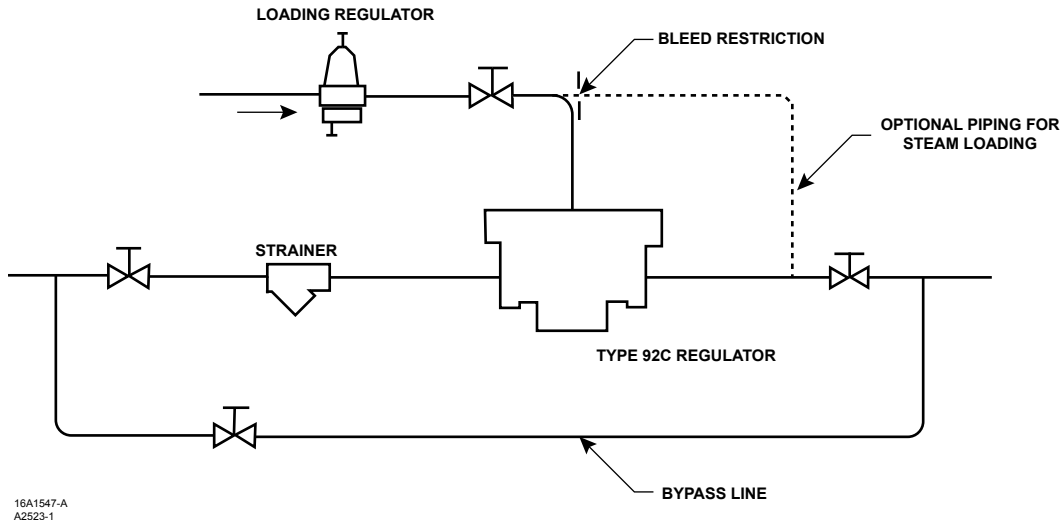 LOADING REGULATOR
BLEED RESTRICTION
OPTIONAL PIPING FOR
STEAM LOADING
STRAINER
TYPE 92C REGULATOR
BYPASS LINE
16A1547-A
A2523-1